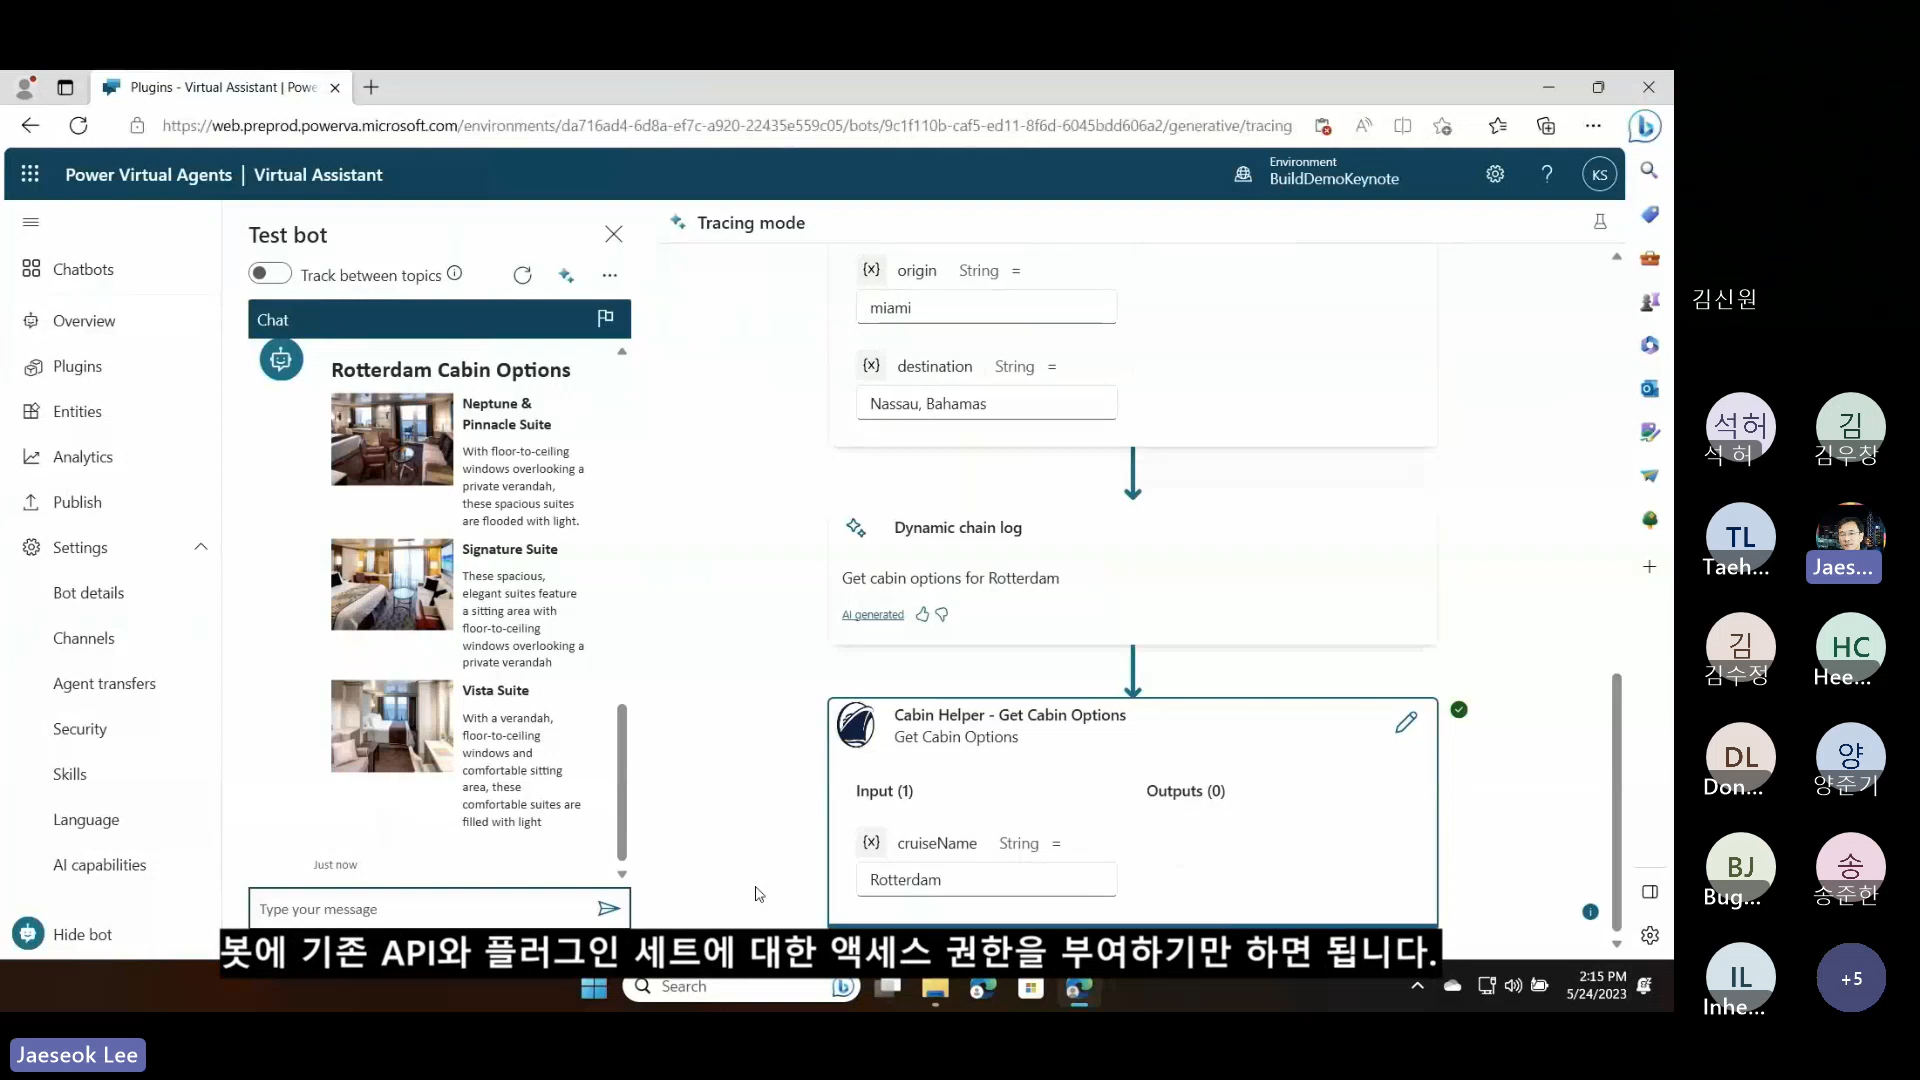 Plugins - Virtual Assistant | Powe
https://web.preprod.powerva.microsoft.com/environments/da716ad4-6d8a-ef7c-a920-22435e559c05/bots/9c1f110b-caf5-ed11-8f6d-6045bdd606a2/generative/tracing
Power Virtual Agents | Virtual Assistant
Environment
BuildDemoKeynote
KS
Chatbots
Overview
Plugins
Entities
Analytics
Publish
Settings
Bot details
Channels
Agent transfers
Security
Skills
Language
AI capabilities
Hide bot
Test bot
Track between topics
Chat
Rotterdam Cabin Options
Neptune &
Pinnacle Suite
With floor-to-ceiling
windows overlooking a
private verandah,
these spacious suites
are flooded with light.
Signature Suite
These spacious,
elegant suites feature
a sitting area with
floor-to-ceiling
windows overlooking a
private verandah
Vista Suite
With a verandah,
floor-to-ceiling
windows and
comfortable sitting
area, these
comfortable suites are
filled with light
Just now
Type your message
Tracing mode
{x} origin String =
miami
{x} destination String =
Nassau, Bahamas
Dynamic chain log
Get cabin options for Rotterdam
AI generated
Cabin Helper - Get Cabin Options
Get Cabin Options
Input (1)
Outputs (0)
{x} cruiseName String =
Rotterdam
봇에 기존 API와 플러그인 세트에 대한 액세스 권한을 부여하기만 하면 됩니다.
Search
2:15 PM
5/24/2023
김신원
석허
석 허
김
김우창
TL
Taeh...
Jaes...
김
김수정
HC
Hee...
DL
Don...
양
양준기
BJ
Bug...
송
송준한
IL
Inhe...
+5
Jaeseok Lee